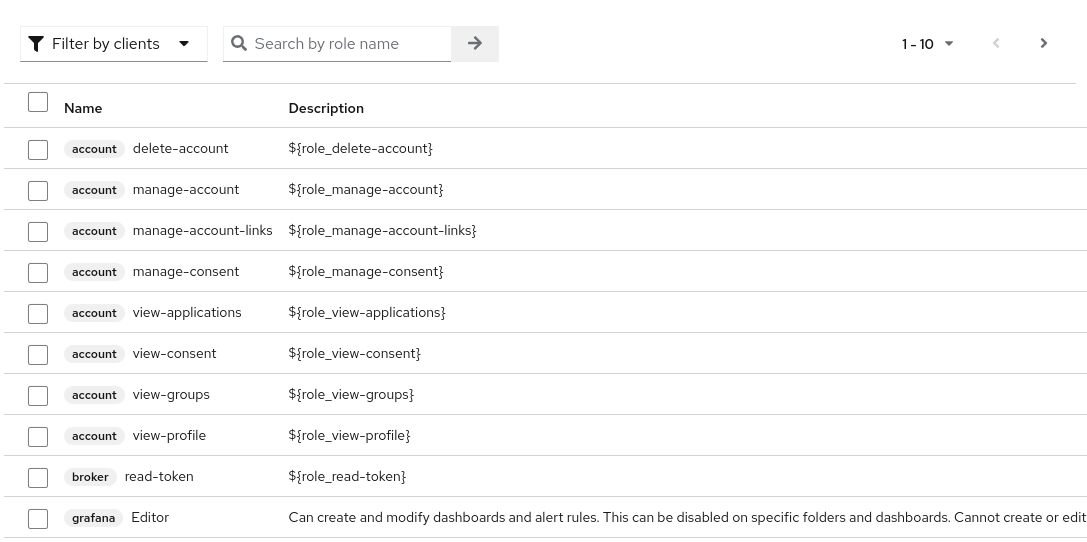 Filter by clients Search by role name 1 - 10
Name Description
account delete-account ${role_delete-account}
account manage-account ${role_manage-account}
account manage-account-links ${role_manage-account-links}
account manage-consent ${role_manage-consent}
account view-applications ${role_view-applications}
account view-consent ${role_view-consent}
account view-groups ${role_view-groups}
account view-profile ${role_view-profile}
broker read-token ${role_read-token}
grafana Editor Can create and modify dashboards and alert rules. This can be disabled on specific folders and dashboards. Cannot create or edit